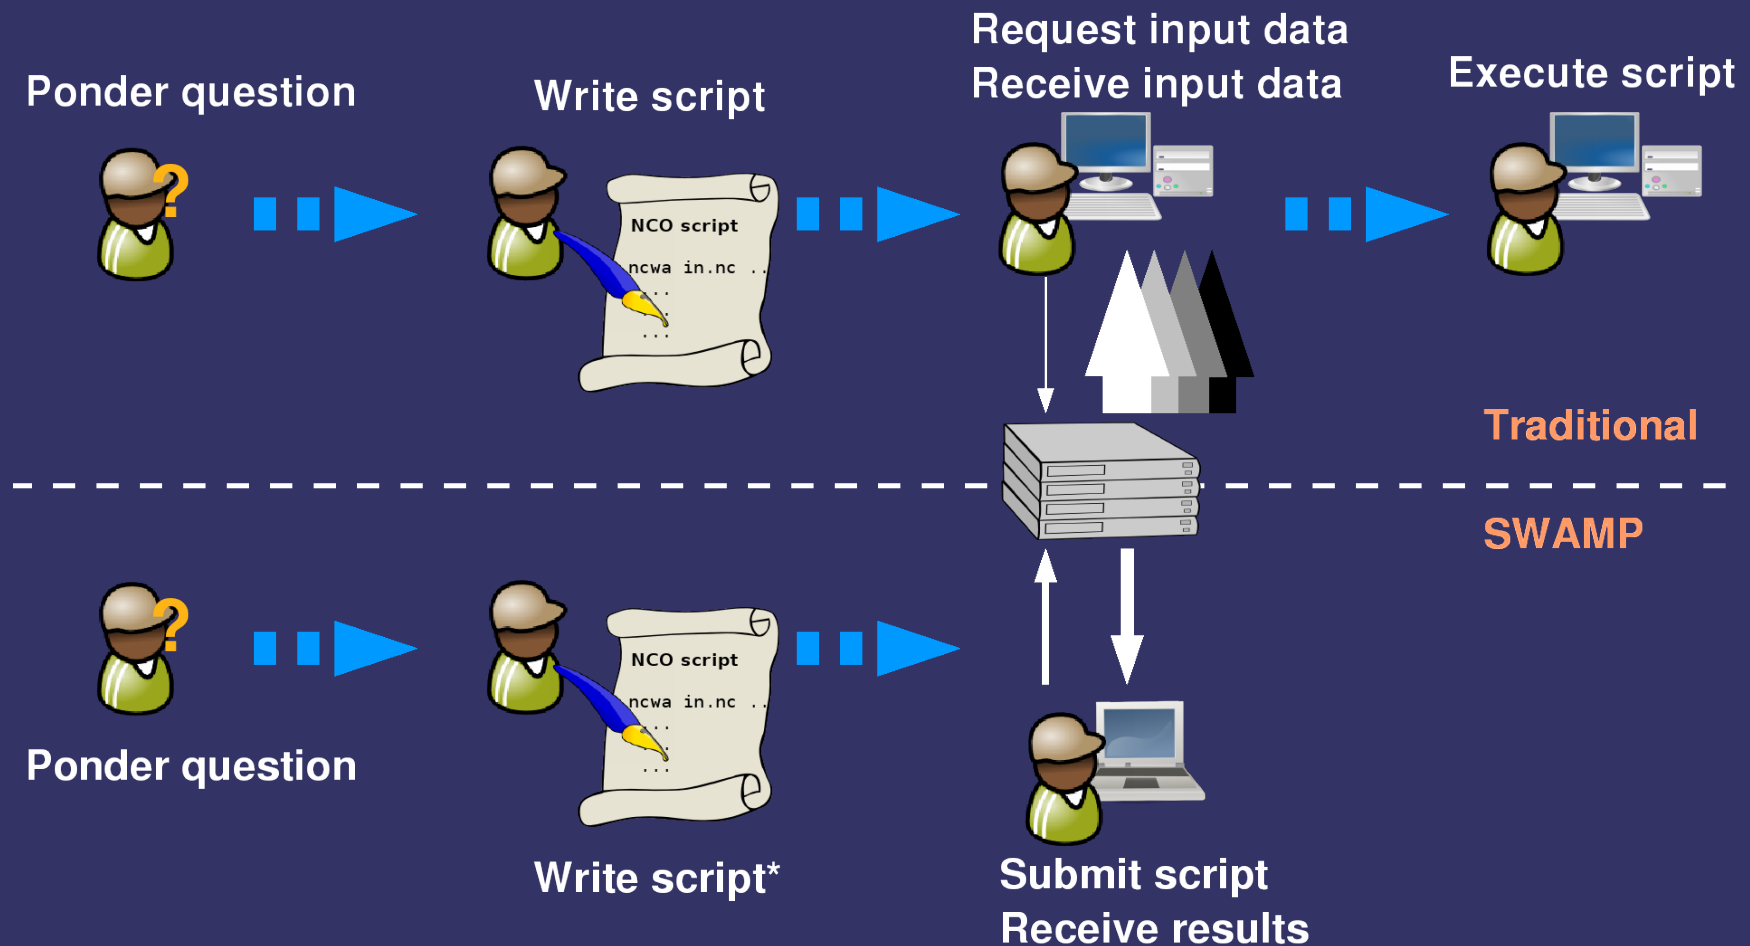 Ponder question
Write script
Request input data
Receive input data
Execute script
?
NCO script
ncwa in.nc ..
...
...
...
Traditional
SWAMP
?
NCO script
ncwa in.nc ..
...
...
...
Ponder question
Write script*
Submit script
Receive results